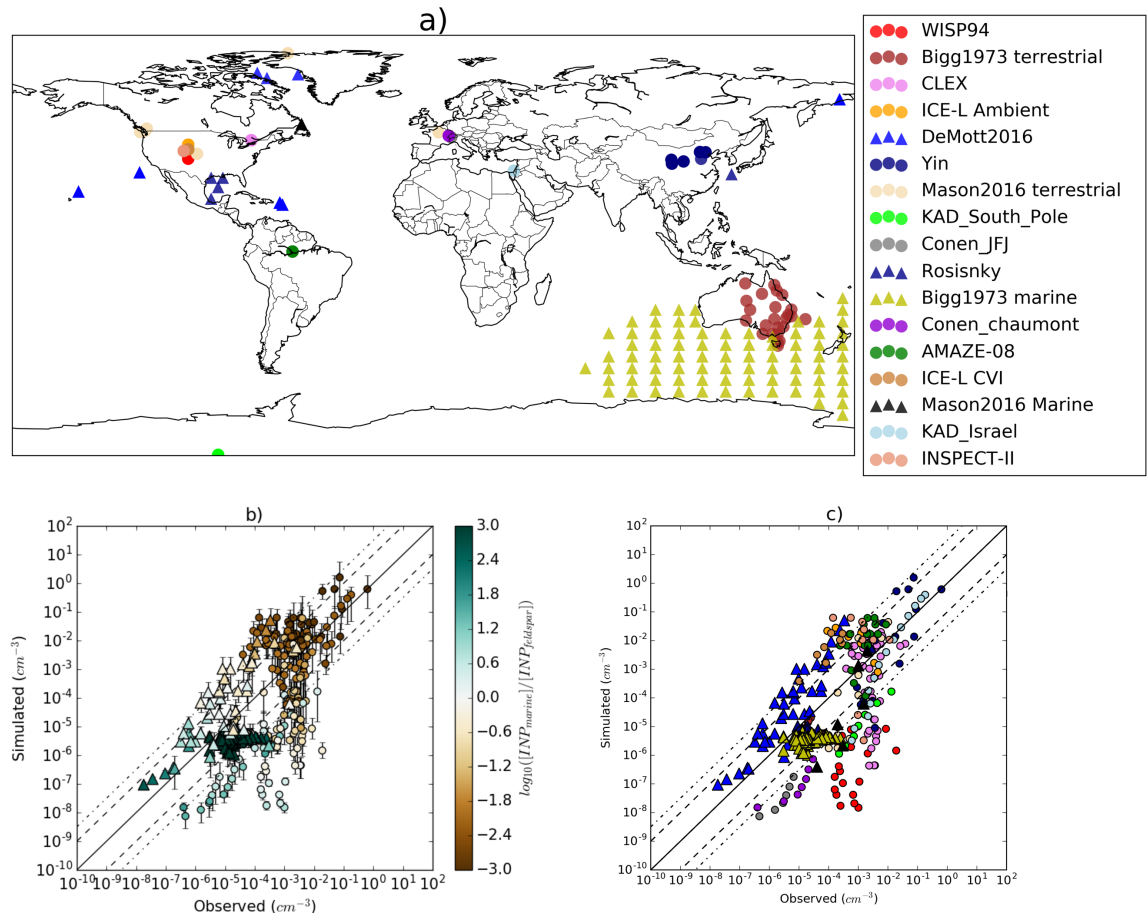 a)
WISP94
Bigg1973 terrestrial
CLEX
ICE-L Ambient
DeMott2016
Yin
Mason2016 terrestrial
KAD_South_Pole
Conen_JFJ
Rosisnky
Bigg1973 marine
Conen_chaumont
AMAZE-08
ICE-L CVI
Mason2016 Marine
KAD_Israel
INSPECT-II
b)
10^2
10^1
10^0
10^-1
10^-2
10^-3
10^-4
10^-5
10^-6
10^-7
10^-8
10^-9
10^-10
Simulated (cm^-3)
10^-10 10^-9 10^-8 10^-7 10^-6 10^-5 10^-4 10^-3 10^-2 10^-1 10^0 10^1 10^2
Observed (cm^-3)
3.0
2.4
1.8
1.2
0.6
0.0
−0.6
−1.2
−1.8
−2.4
−3.0
log10([INP_marine]/[INP_feldspar])
c)
10^2
10^1
10^0
10^-1
10^-2
10^-3
10^-4
10^-5
10^-6
10^-7
10^-8
10^-9
10^-10
Simulated (cm^-3)
10^-10 10^-9 10^-8 10^-7 10^-6 10^-5 10^-4 10^-3 10^-2 10^-1 10^0 10^1 10^2
Observed (cm^-3)